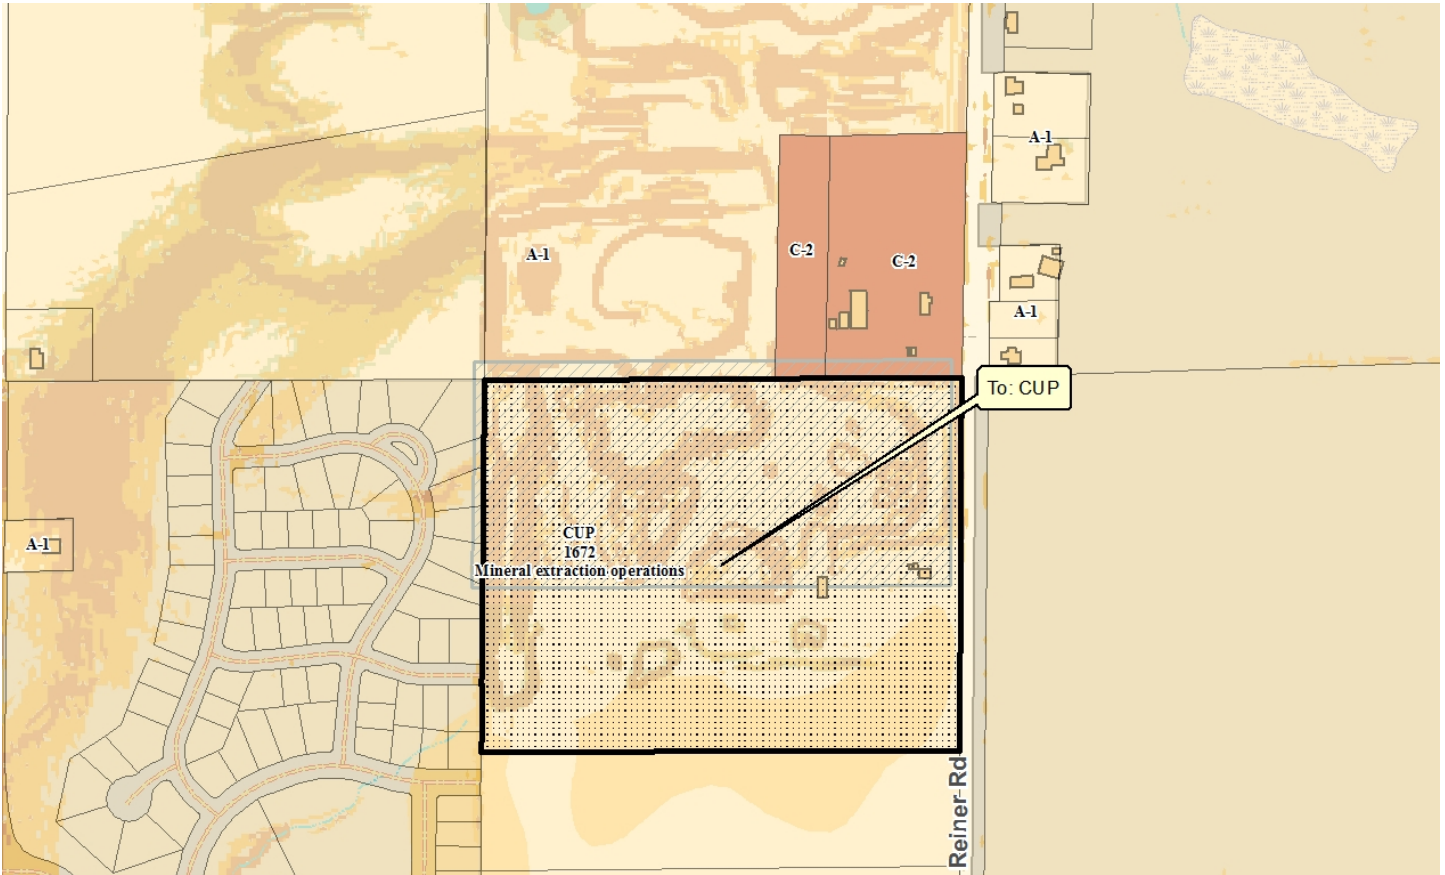 A-1
A-1
C-2
C-2
A-1
To: CUP
A-1
CUP
1672
Mineral extraction operations
Reiner Rd